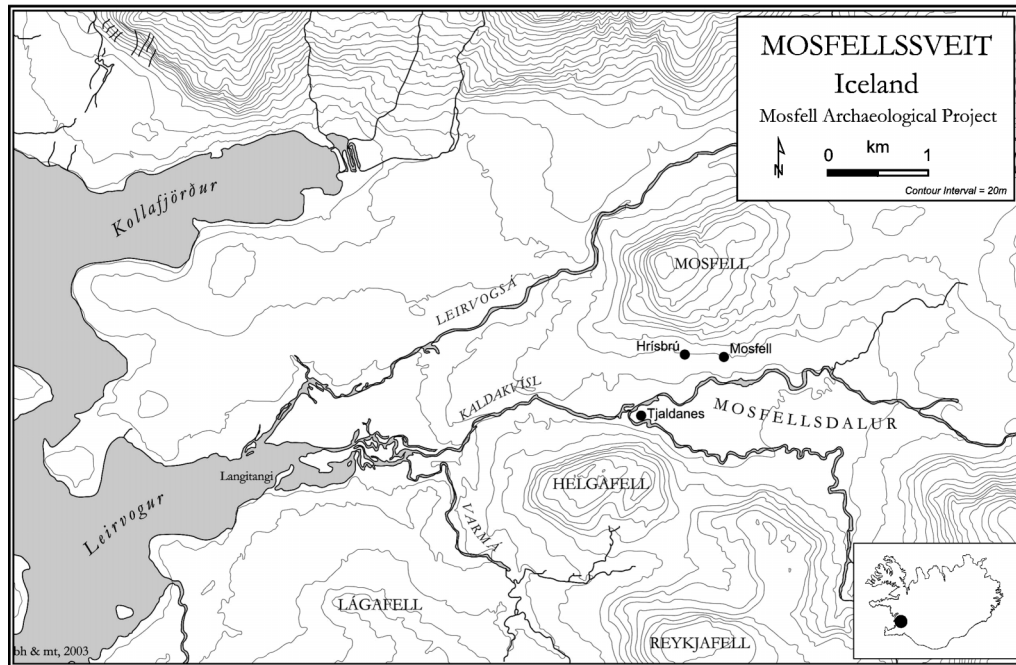 MOSFELLSSVEIT
Iceland
Mosfell Archaeological Project
km
N
0 1
Contour Interval = 20m
Kollafjörður
MOSFELL
LEIRVOGSÁ
Hrísbrú
Mosfell
KALDAKVÍSL
Tjaldanes
MOSFELLSDALUR
Langitangi
HELGAFELL
Leirvogur
VARMÁ
LÁGAFELL
REYKJAFELL
bh & mt, 2003